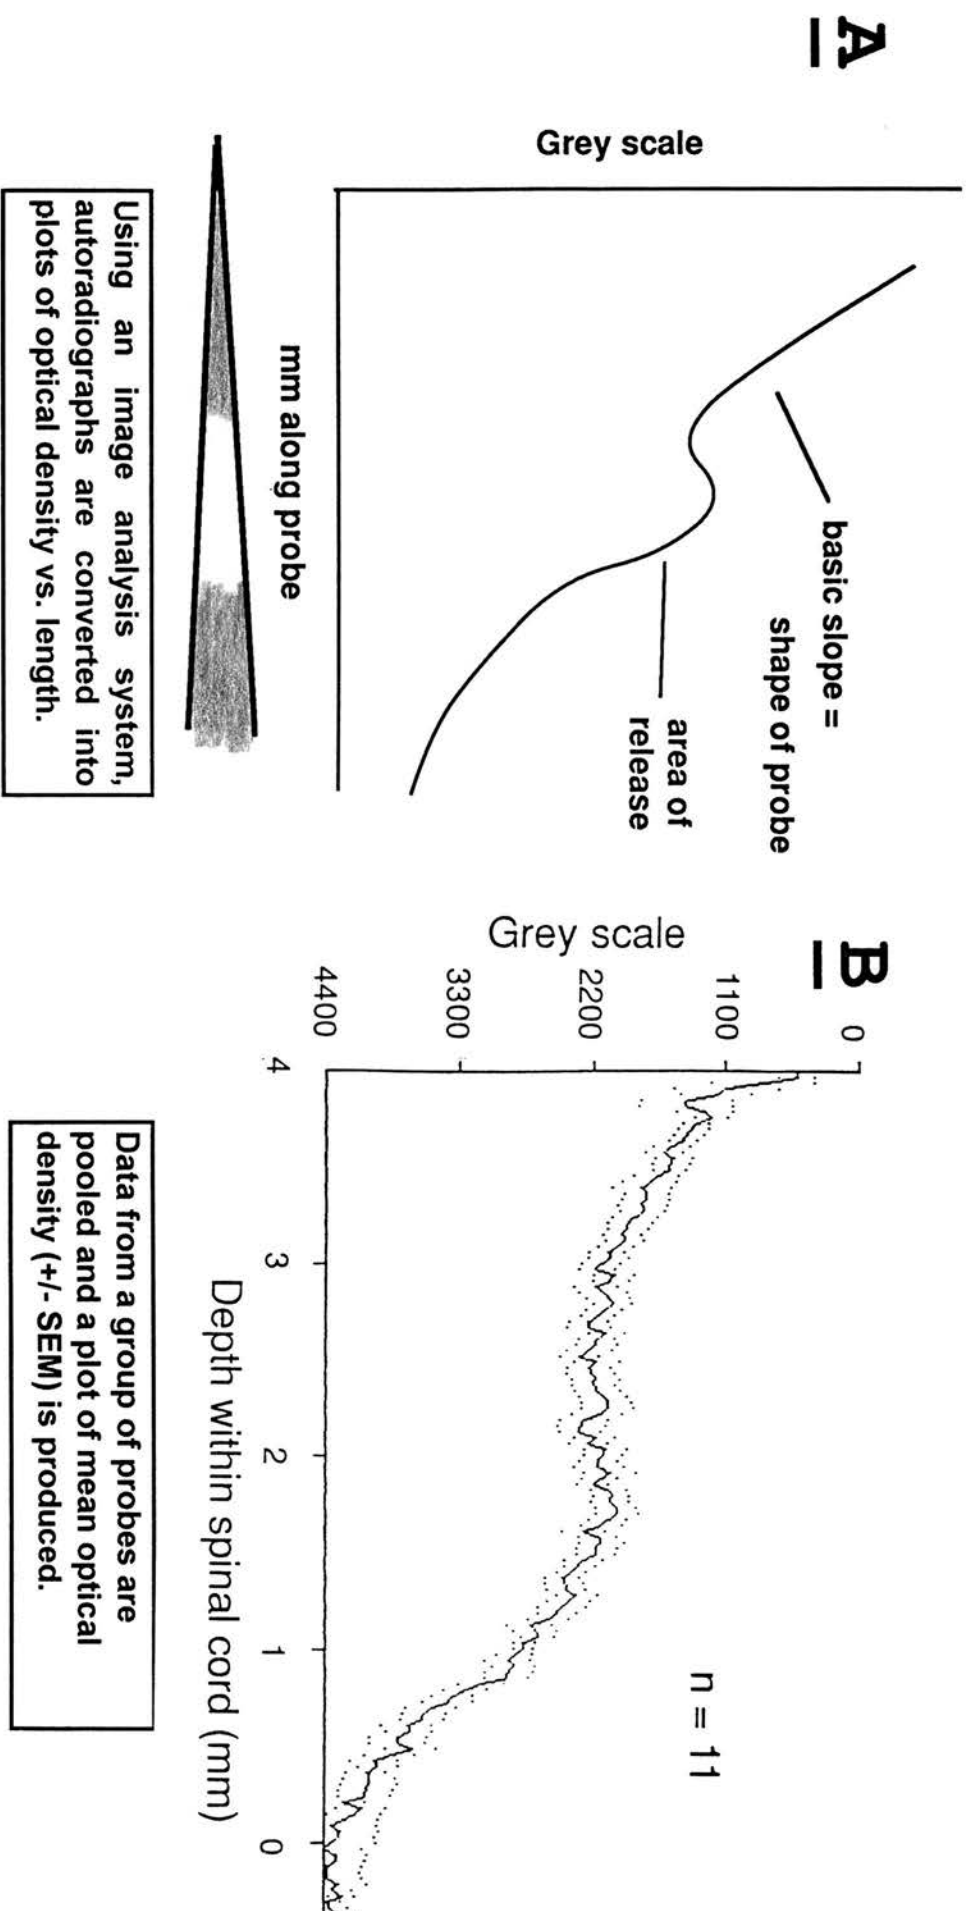 A
Grey scale
basic slope =
shape of probe
area of
release
mm along probe
Using an image analysis system,
autoradiographs are converted into
plots of optical density vs. length.
B
Grey scale
0
1100
2200
3300
4400
n = 11
4 3 2 1 0
Depth within spinal cord (mm)
Data from a group of probes are
pooled and a plot of mean optical
density (+/- SEM) is produced.